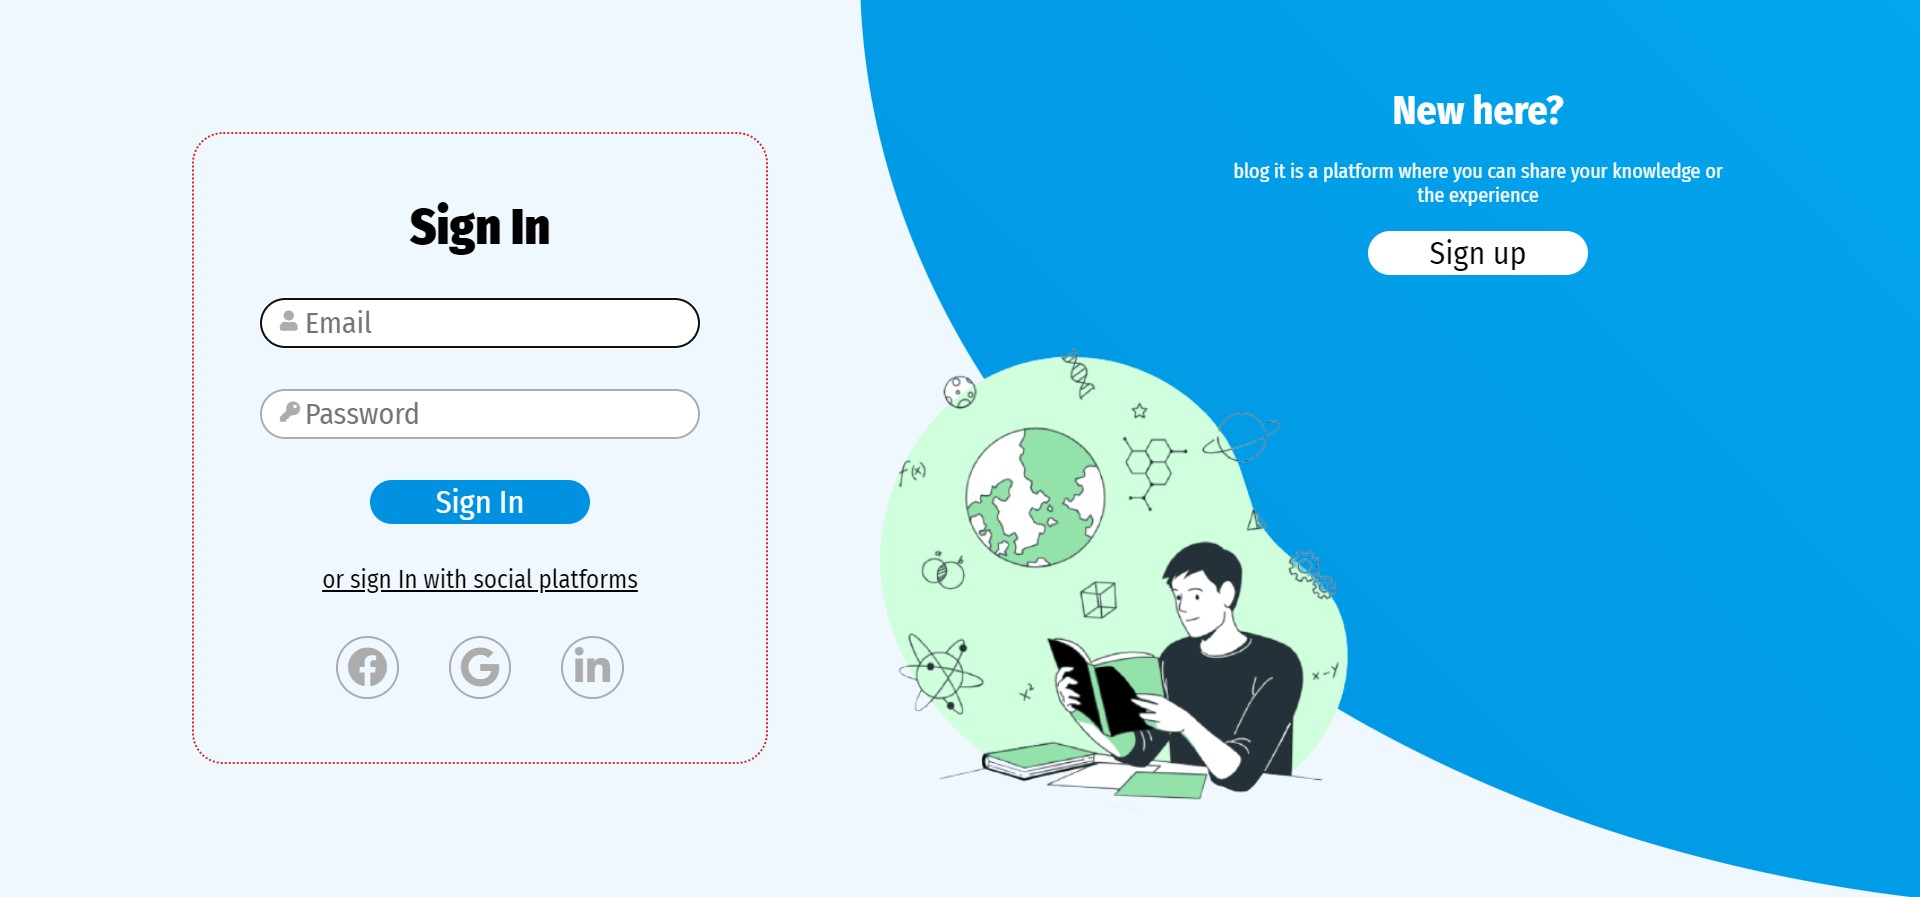 Sign In
Email
Password
Sign In
or sign In with social platforms
New here?
blog it is a platform where you can share your knowledge or
the experience
Sign up
f(x)
a
b
x²
x-y